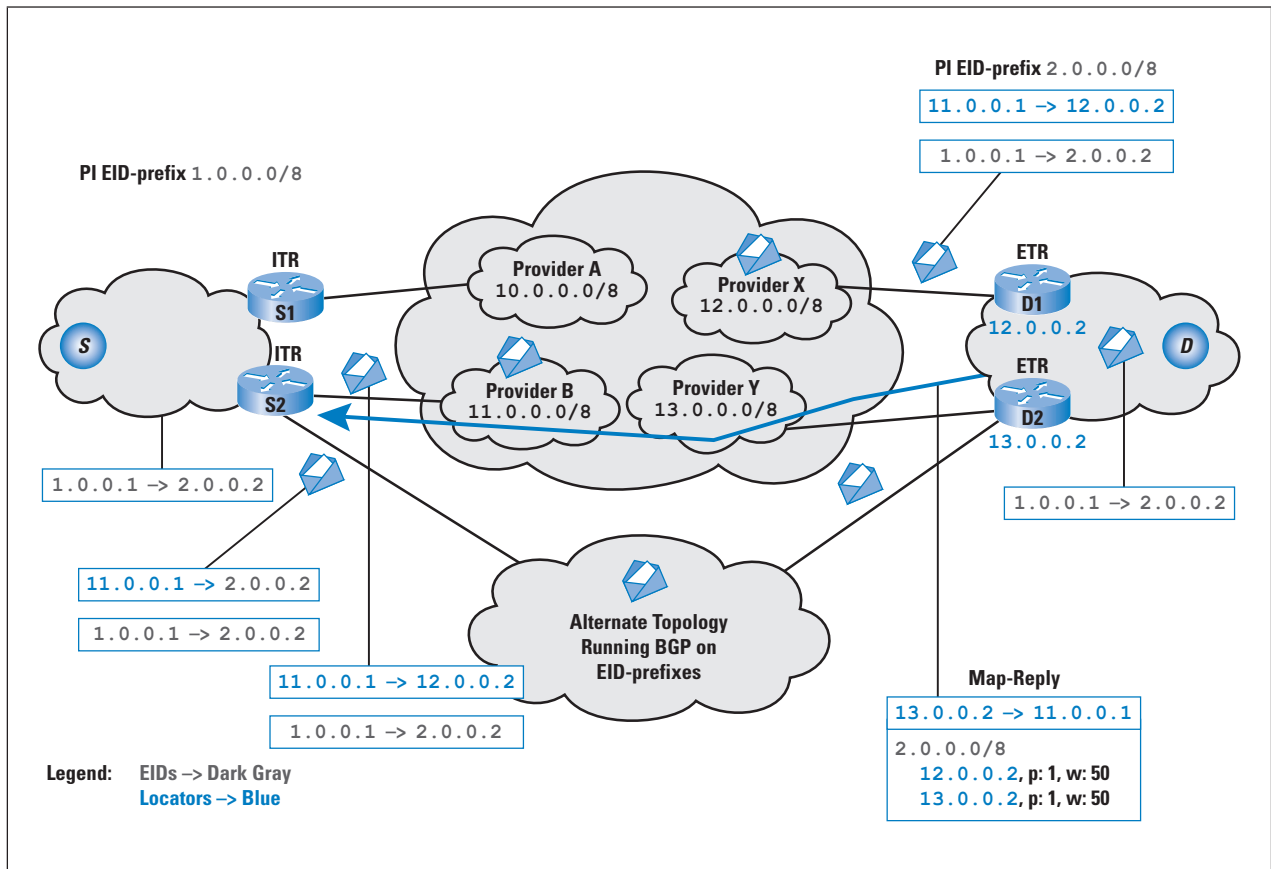 PI EID-prefix 2.0.0.0/8
11.0.0.1 –> 12.0.0.2
1.0.0.1 –> 2.0.0.2
PI EID-prefix 1.0.0.0/8
ITR
S1
S
ITR
S2
Provider A
10.0.0.0/8
Provider X
12.0.0.0/8
Provider B
11.0.0.0/8
Provider Y
13.0.0.0/8
ETR
D1
12.0.0.2
D
ETR
D2
13.0.0.2
1.0.0.1 –> 2.0.0.2
1.0.0.1 –> 2.0.0.2
11.0.0.1 –> 2.0.0.2
1.0.0.1 –> 2.0.0.2
Alternate Topology
Running BGP on
EID-prefixes
11.0.0.1 –> 12.0.0.2
1.0.0.1 –> 2.0.0.2
Map-Reply
13.0.0.2 –> 11.0.0.1
2.0.0.0/8
12.0.0.2, p: 1, w: 50
13.0.0.2, p: 1, w: 50
Legend: EIDs –> Dark Gray
Locators –> Blue